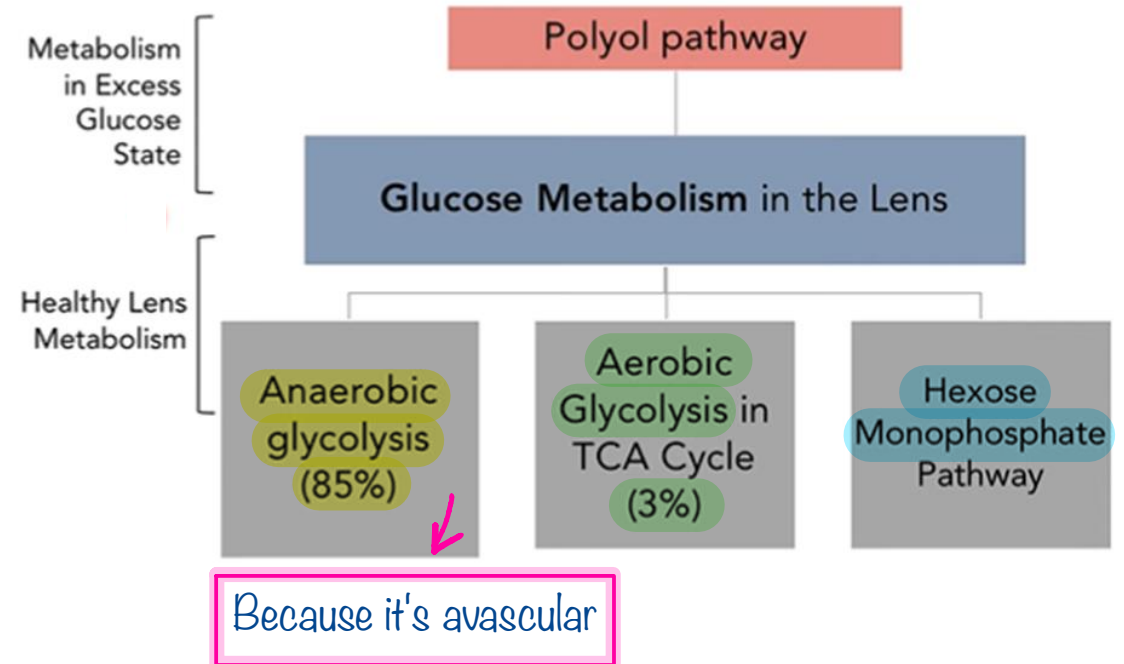 Polyol pathway
Metabolism
in Excess
Glucose
State
Glucose Metabolism in the Lens
Healthy Lens
Metabolism
Anaerobic
glycolysis
(85%)
Aerobic
Glycolysis in
TCA Cycle
(3%)
Hexose
Monophosphate
Pathway
Because it's avascular